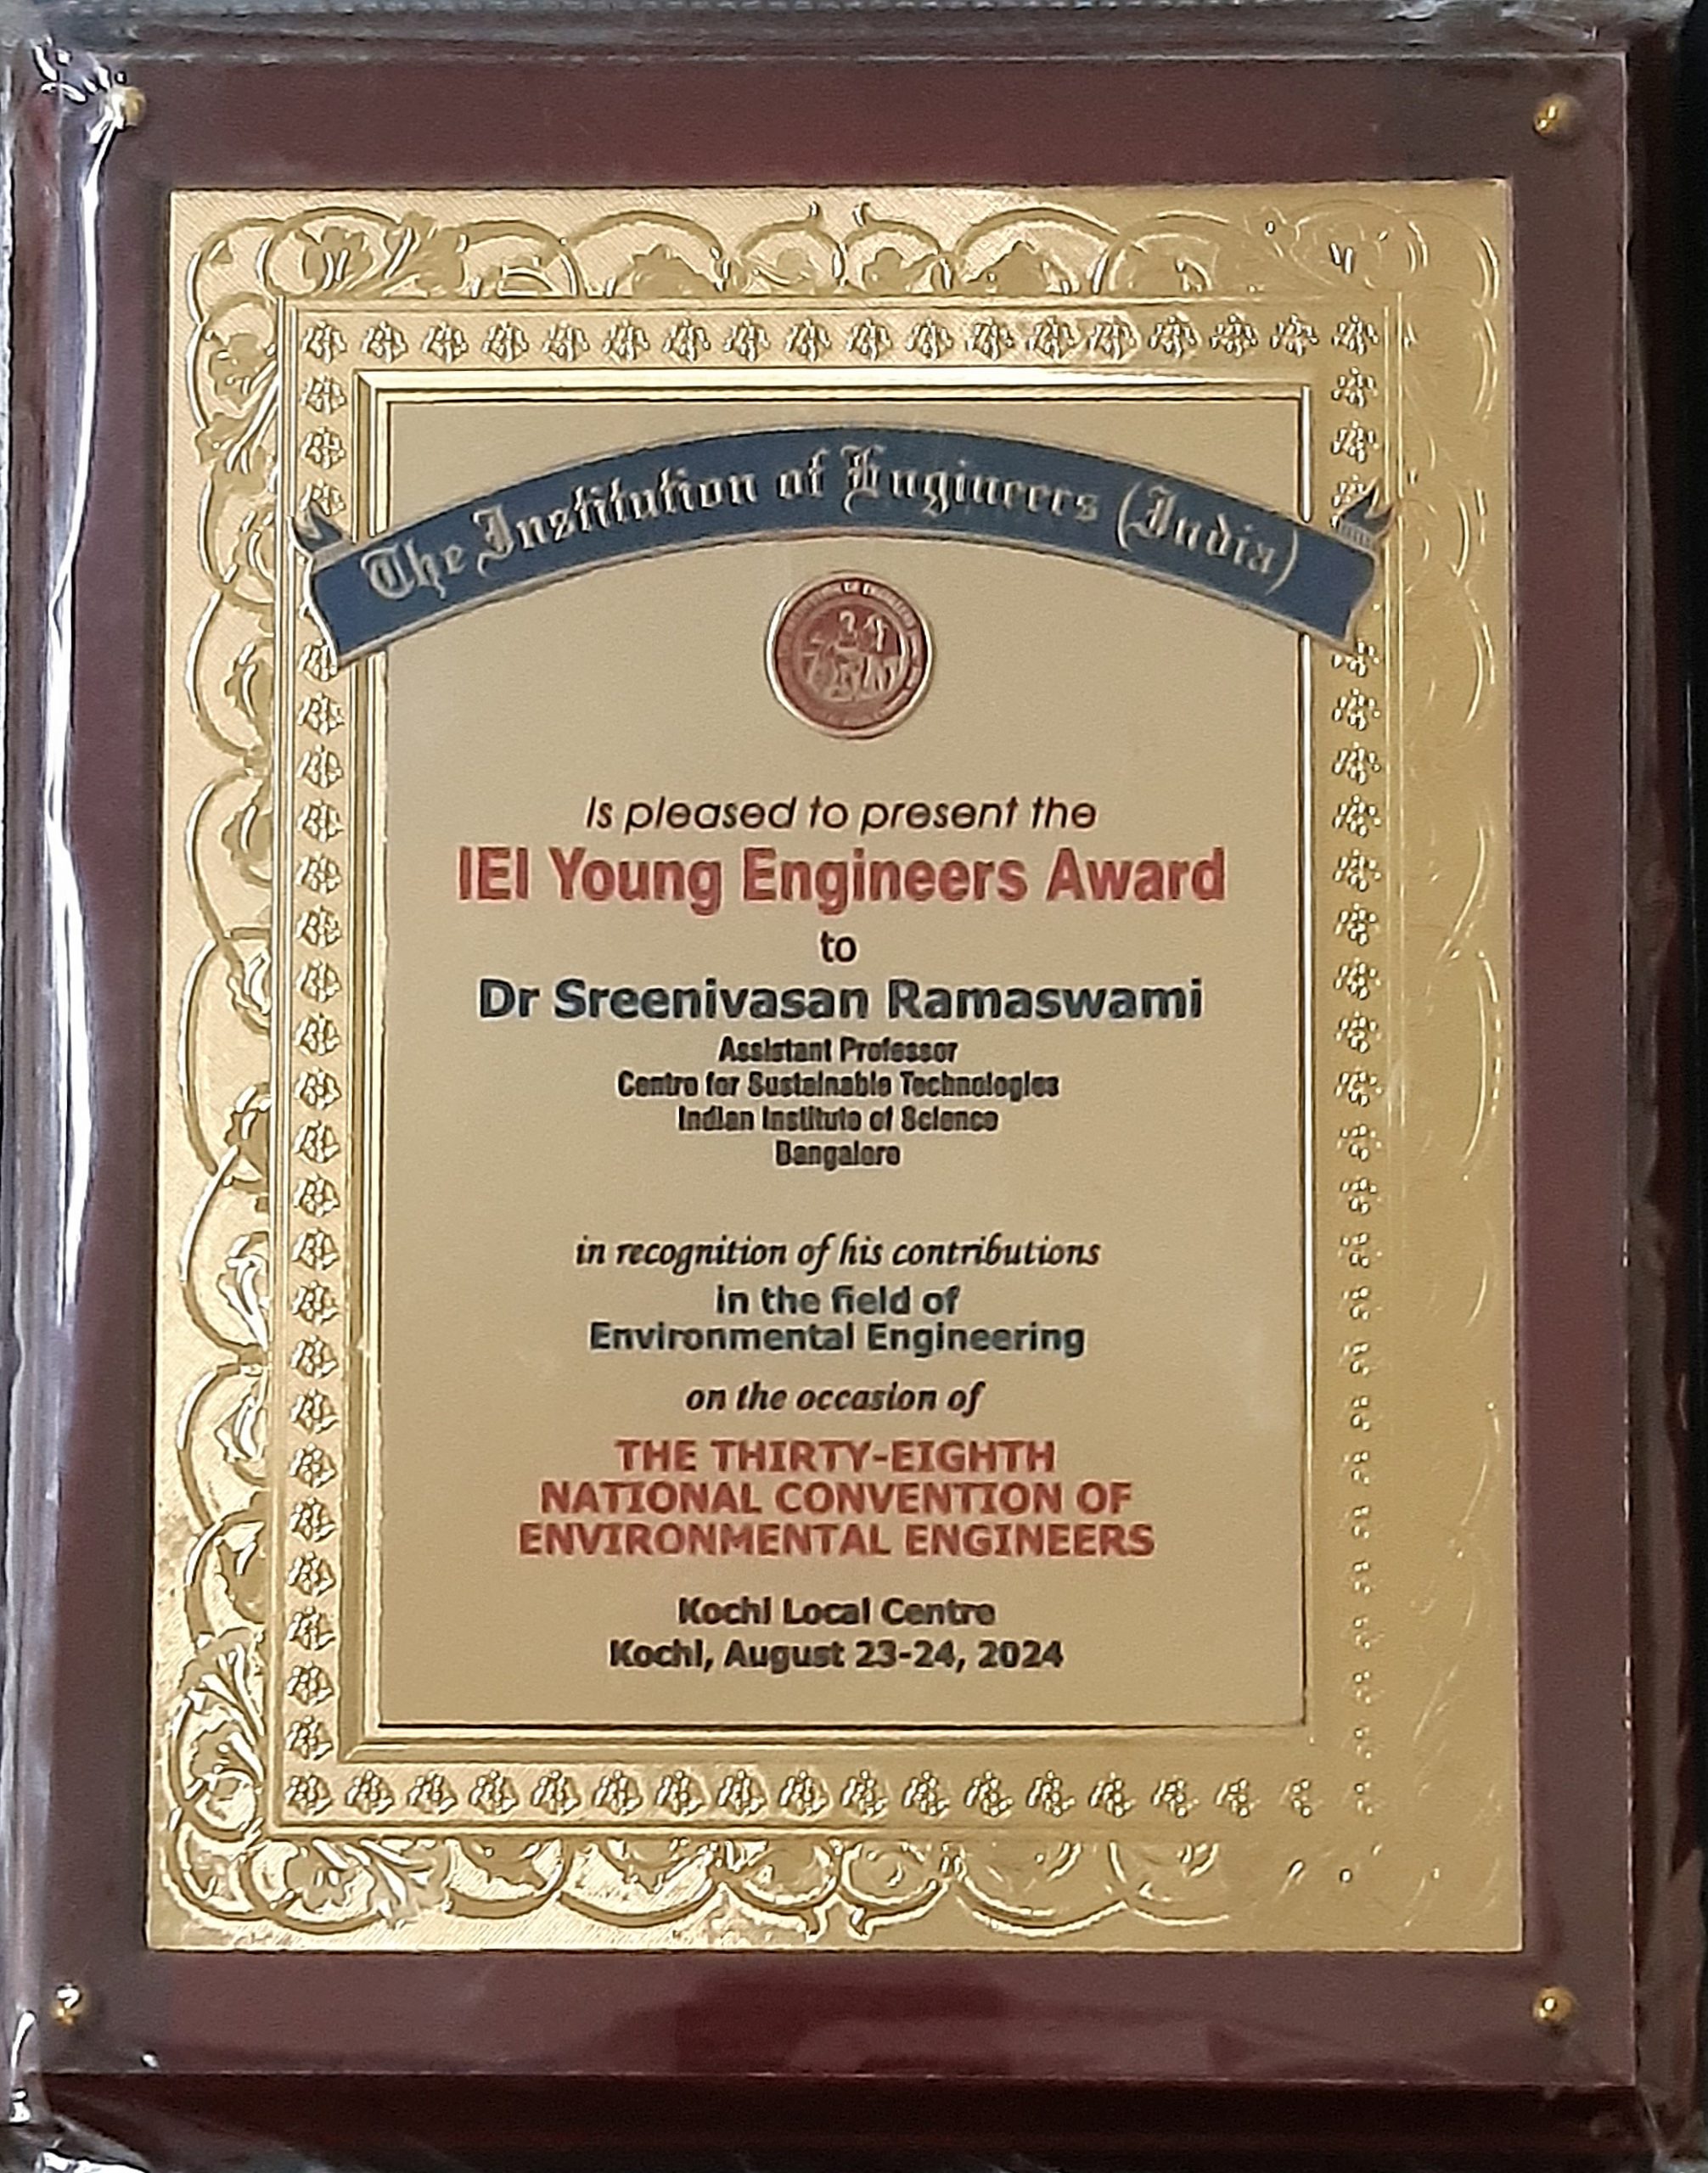 The Institution of Engineers (India)
Is pleased to present the
IEI Young Engineers Award
to
Dr Sreenivasan Ramaswami
Assistant Professor
Centre for Sustainable Technologies
Indian Institute of Science
Bangalore
in recognition of his contributions
in the field of
Environmental Engineering
on the occasion of
THE THIRTY-EIGHTH
NATIONAL CONVENTION OF
ENVIRONMENTAL ENGINEERS
Kochi Local Centre
Kochi, August 23-24, 2024